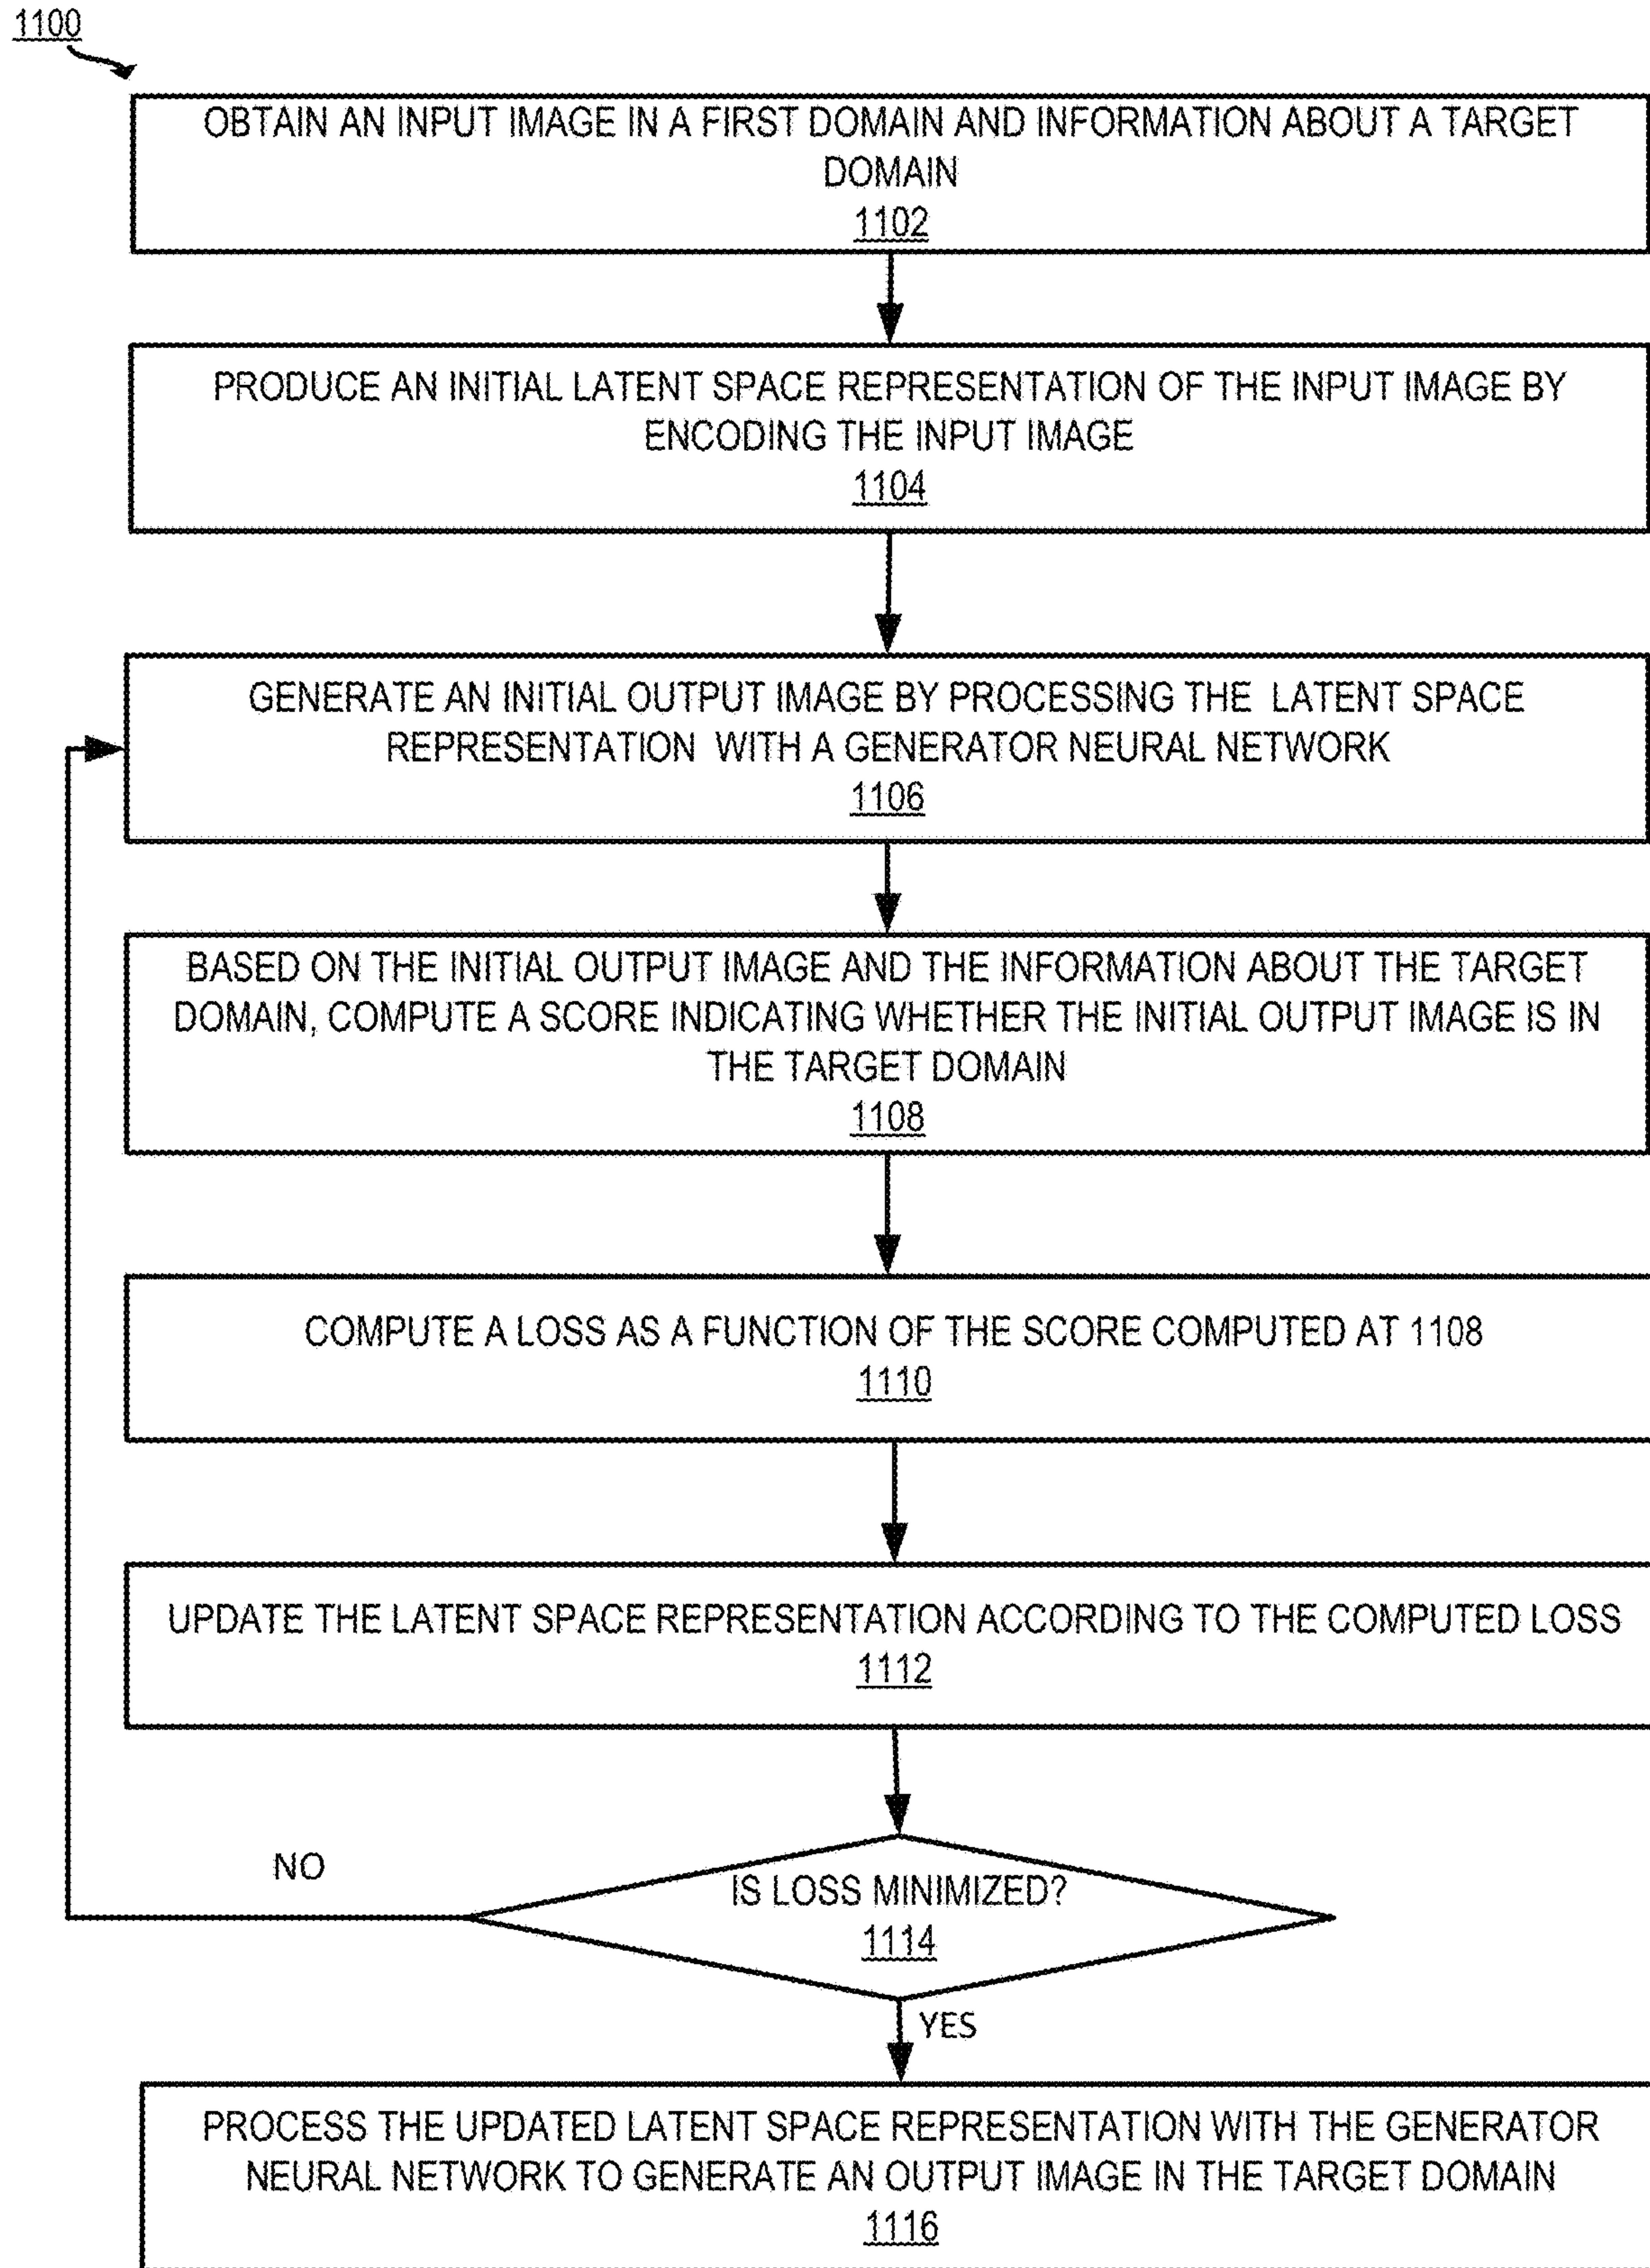 1100
OBTAIN AN INPUT IMAGE IN A FIRST DOMAIN AND INFORMATION ABOUT A TARGET
DOMAIN
1102
PRODUCE AN INITIAL LATENT SPACE REPRESENTATION OF THE INPUT IMAGE BY
ENCODING THE INPUT IMAGE
1104
GENERATE AN INITIAL OUTPUT IMAGE BY PROCESSING THE LATENT SPACE
REPRESENTATION WITH A GENERATOR NEURAL NETWORK
1106
BASED ON THE INITIAL OUTPUT IMAGE AND THE INFORMATION ABOUT THE TARGET
DOMAIN, COMPUTE A SCORE INDICATING WHETHER THE INITIAL OUTPUT IMAGE IS IN
THE TARGET DOMAIN
1108
COMPUTE A LOSS AS A FUNCTION OF THE SCORE COMPUTED AT 1108
1110
UPDATE THE LATENT SPACE REPRESENTATION ACCORDING TO THE COMPUTED LOSS
1112
NO
IS LOSS MINIMIZED?
1114
YES
PROCESS THE UPDATED LATENT SPACE REPRESENTATION WITH THE GENERATOR
NEURAL NETWORK TO GENERATE AN OUTPUT IMAGE IN THE TARGET DOMAIN
1116